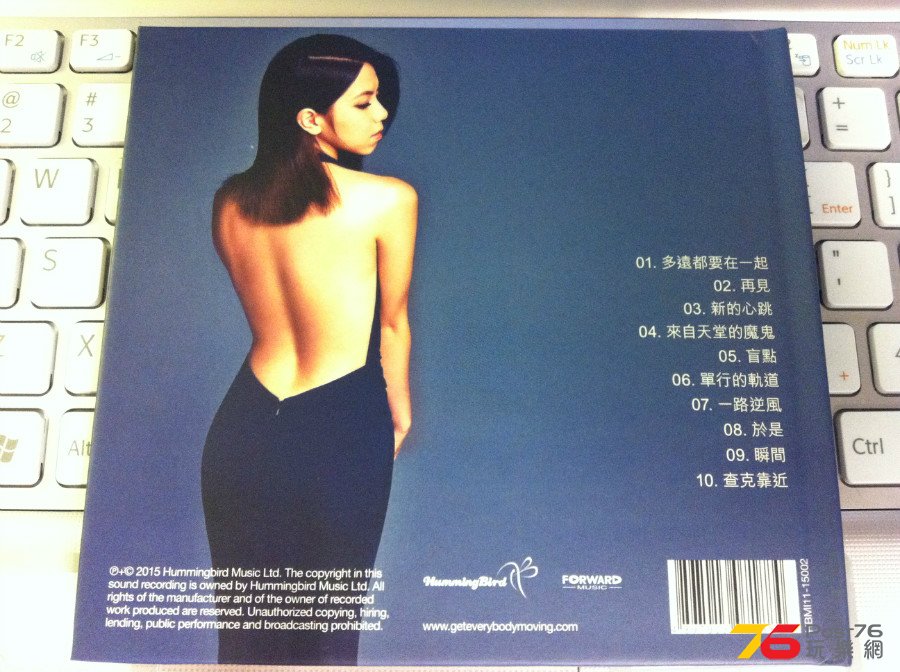 F2
F3
@
2
#
3
W
S
Z
X
Alt
Num Lk
Scr Lk
+
=
}
]
Enter
"
'
+
Ctrl
01. 多遠都要在一起
02. 再見
03. 新的心跳
04. 來自天堂的魔鬼
05. 盲點
06. 單行的軌道
07. 一路逆風
08. 於是
09. 瞬間
10. 查克靠近
℗+© 2015 Hummingbird Music Ltd. The copyright in this
sound recording is owned by Hummingbird Music Ltd. All
rights of the manufacturer and of the owner of recorded
work produced are reserved. Unauthorized copying, hiring,
lending, public performance and broadcasting prohibited.
HummingBird
FORWARD
MUSIC
www.geteverybodymoving.com
BMI11-15002
76
玩樂網